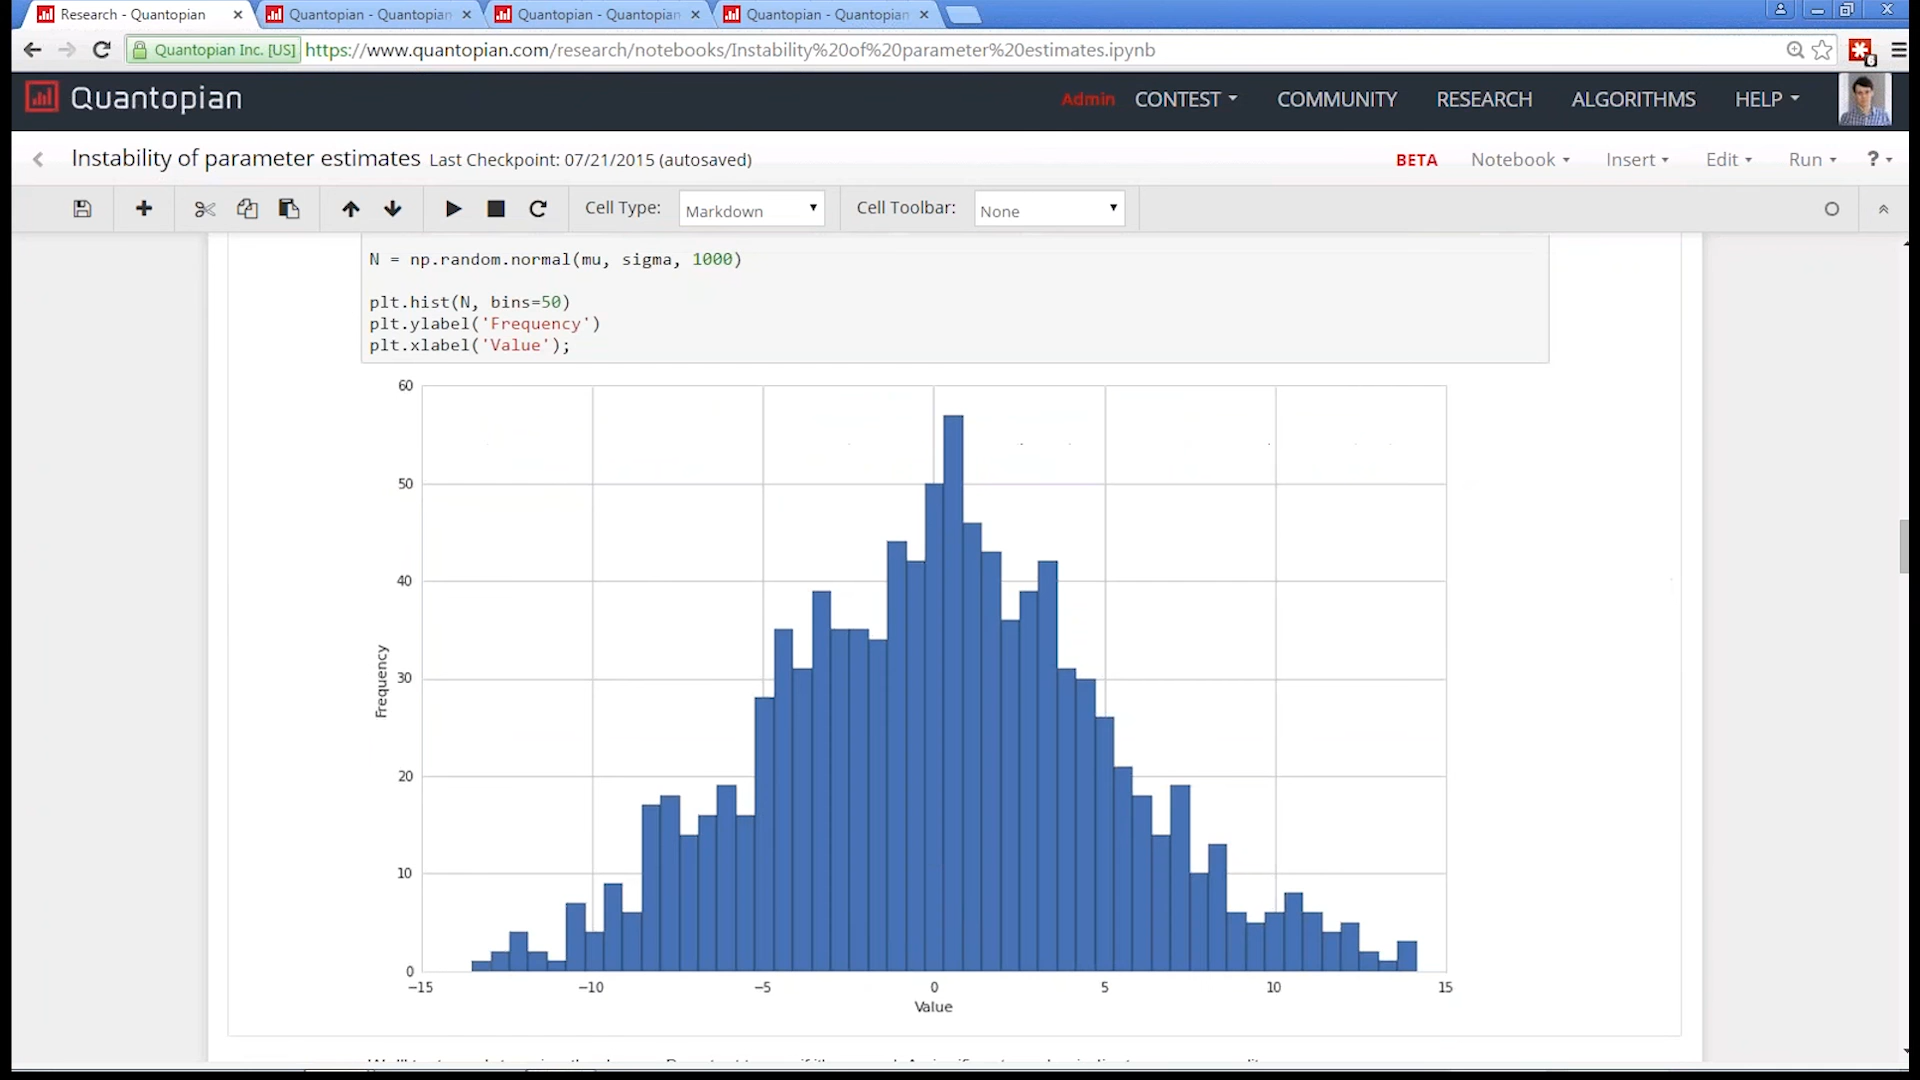 Research - Quantopian
Quantopian - Quantopian
Quantopian - Quantopian
Quantopian - Quantopian
Quantopian Inc. [US] https://www.quantopian.com/research/notebooks/Instability%20of%20parameter%20estimates.ipynb
6
Quantopian
Admin CONTEST COMMUNITY RESEARCH ALGORITHMS HELP
Instability of parameter estimates Last Checkpoint: 07/21/2015 (autosaved)
BETA Notebook Insert Edit Run ?
Cell Type: Markdown Cell Toolbar: None
N = np.random.normal(mu, sigma, 1000)
plt.hist(N, bins=50)
plt.ylabel('Frequency')
plt.xlabel('Value');
60
50
40
30
20
10
0
Frequency
−15 −10 −5 0 5 10 15
Value